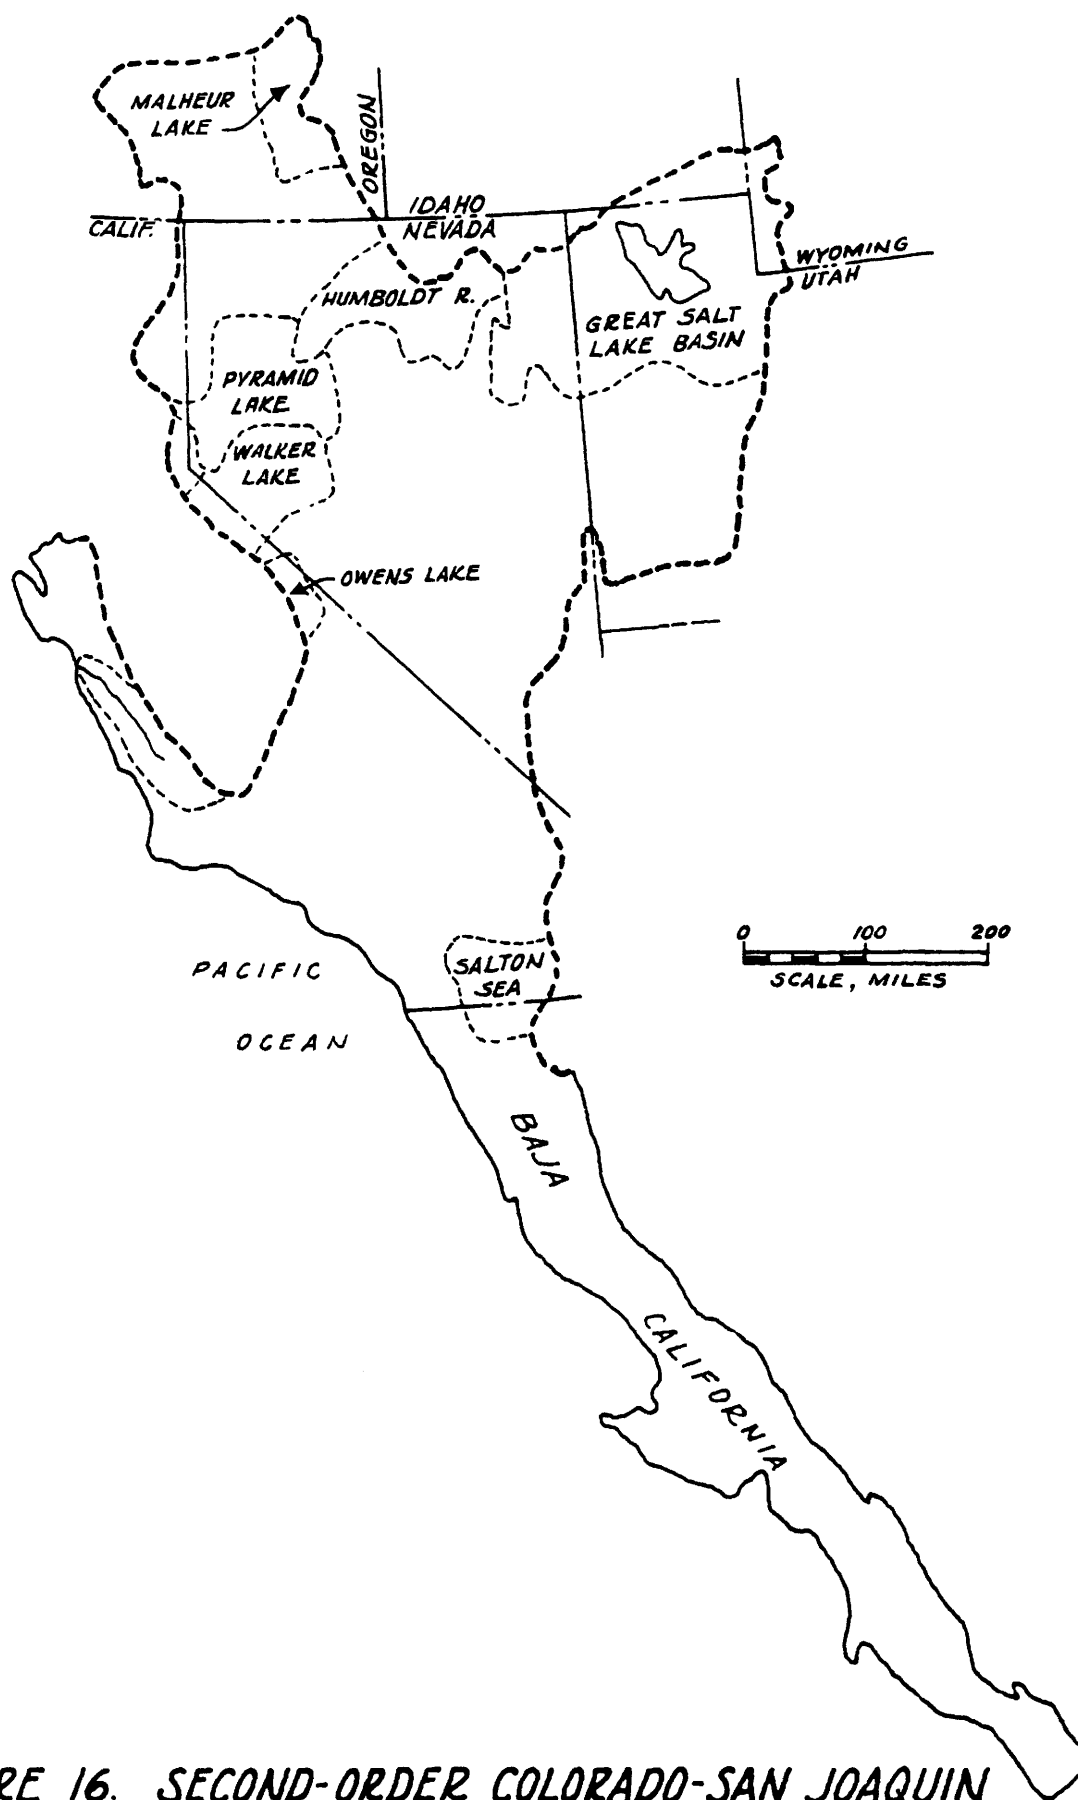 MALHEUR
LAKE
OREGON
IDAHO
CALIF.
NEVADA
WYOMING
UTAH
HUMBOLDT R.
GREAT SALT
LAKE BASIN
PYRAMID
LAKE
WALKER
LAKE
OWENS LAKE
0 100 200
SCALE, MILES
PACIFIC
OCEAN
SALTON
SEA
BAJA
CALIFORNIA
RE 16. SECOND-ORDER COLORADO-SAN JOAQUIN